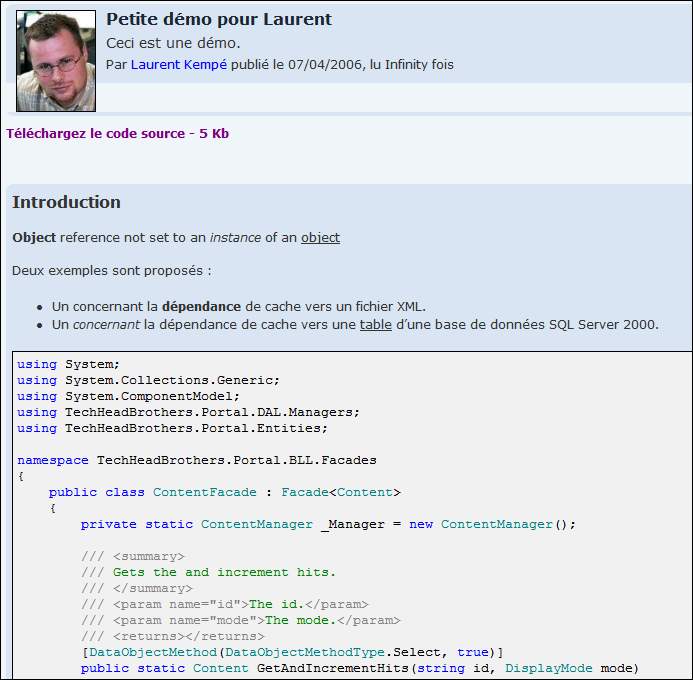 Petite démo pour Laurent
Ceci est une démo.
Par Laurent Kempé publié le 07/04/2006, lu Infinity fois
Téléchargez le code source - 5 Kb
Introduction
Object reference not set to an instance of an object
Deux exemples sont proposés :
• Un concernant la dépendance de cache vers un fichier XML.
• Un concernant la dépendance de cache vers une table d’une base de données SQL Server 2000.
using System;
using System.Collections.Generic;
using System.ComponentModel;
using TechHeadBrothers.Portal.DAL.Managers;
using TechHeadBrothers.Portal.Entities;
namespace TechHeadBrothers.Portal.BLL.Facades
{
public class ContentFacade : Facade<Content>
{
private static ContentManager _Manager = new ContentManager();
/// <summary>
/// Gets the and increment hits.
/// </summary>
/// <param name="id">The id.</param>
/// <param name="mode">The mode.</param>
/// <returns></returns>
[DataObjectMethod(DataObjectMethodType.Select, true)]
public static Content GetAndIncrementHits(string id, DisplayMode mode)